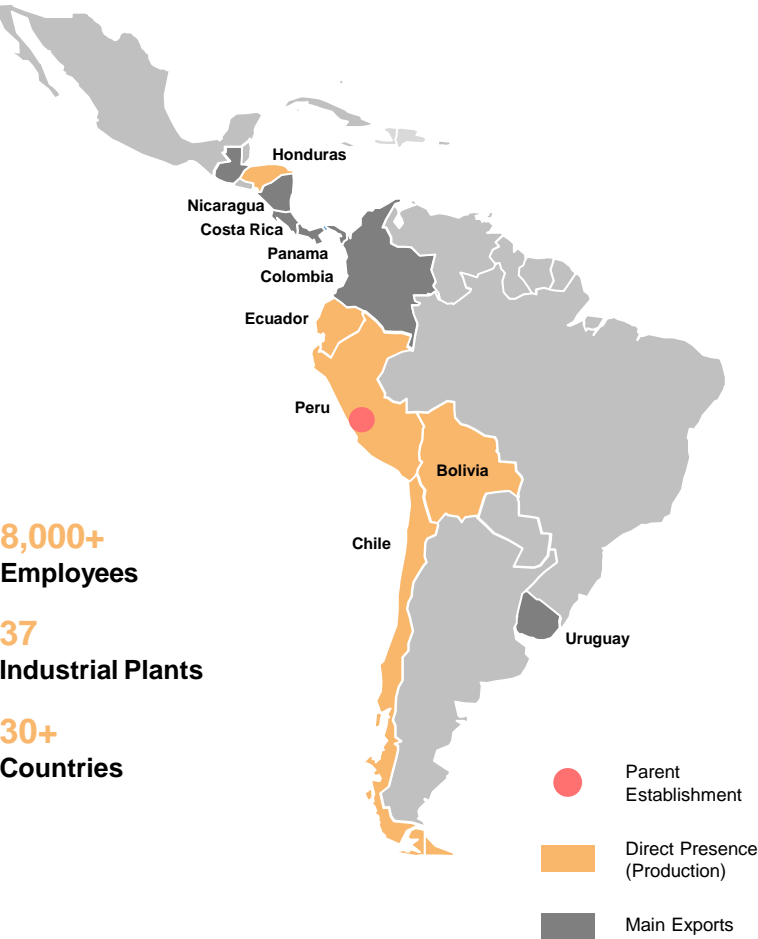 Honduras
Nicaragua
Costa Rica
Panama
Colombia
Ecuador
Peru
Bolivia
Chile
Uruguay
8,000+
Employees
37
Industrial Plants
30+
Countries
Parent
Establishment
Direct Presence
(Production)
Main Exports